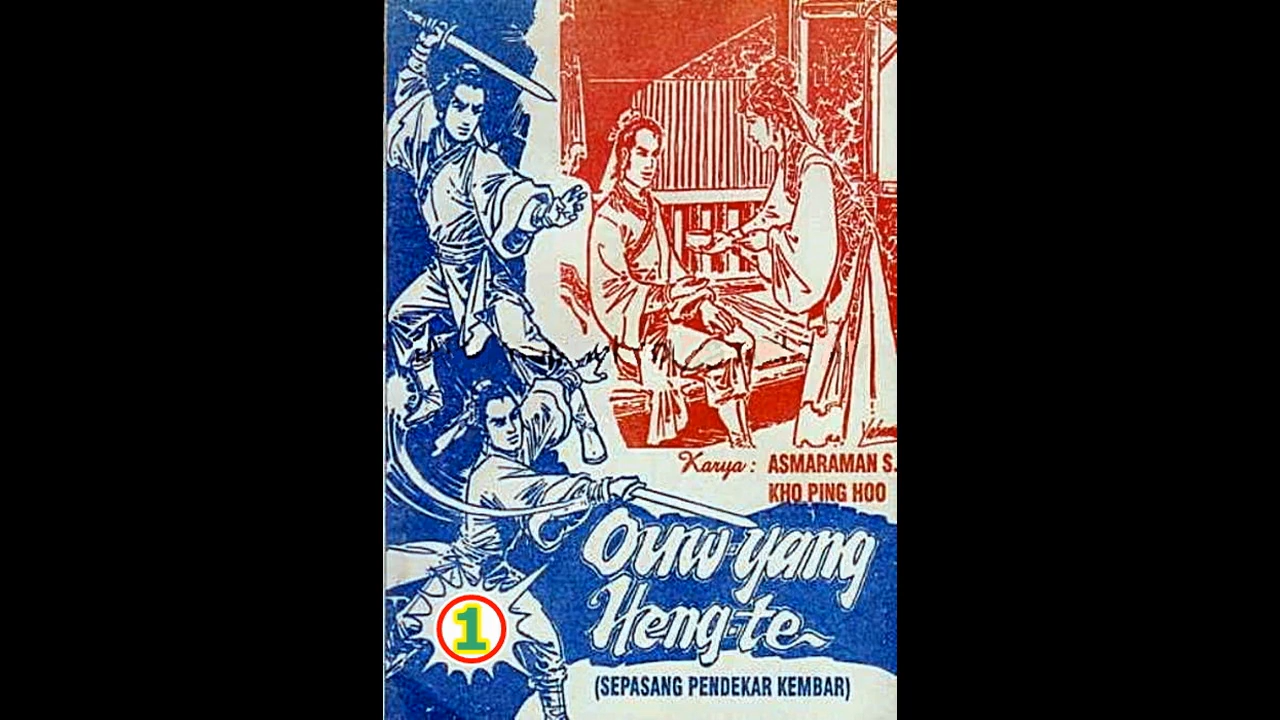 Karya : ASMARAMAN S.
KHO PING HOO
Ouw-yang
Heng-te
1
(SEPASANG PENDEKAR KEMBAR)